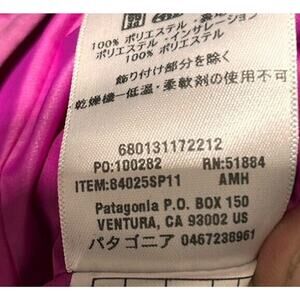 100% ポリエステル
ポリエステル・インサレーション
100% ポリエステル
飾り付け部分を除く
乾燥機ー低温・柔軟剤の使用不可
680131172212
PO:100282 RN:51884
ITEM:84025SP11 AMH
Patagonia P.O. BOX 150
VENTURA, CA 93002 US
パタゴニア 0467238961